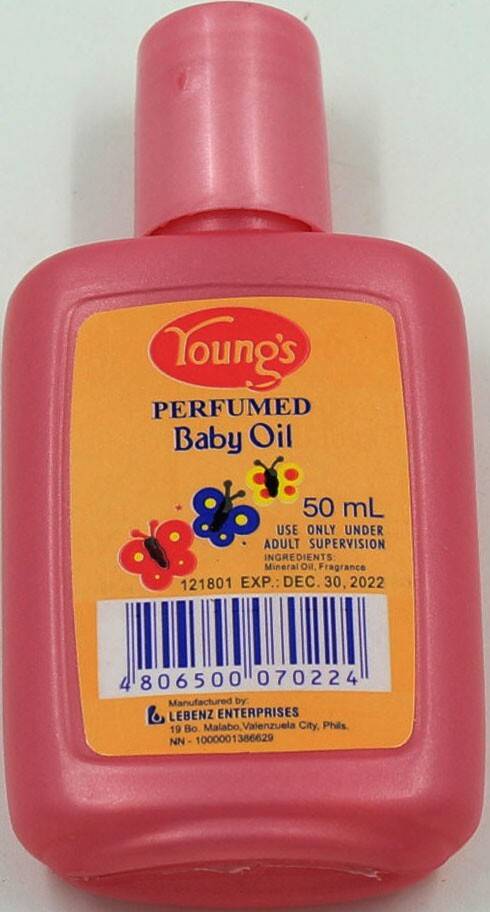 Young's
PERFUMED
Baby Oil
50 mL
USE ONLY UNDER
ADULT SUPERVISION
INGREDIENTS:
Mineral Oil, Fragrance
121801 EXP.: DEC. 30, 2022
4 806500 070224
Manufactured by:
LEBENZ ENTERPRISES
19 Bo. Malabo, Valenzuela City, Phils.
NN - 1000001386629